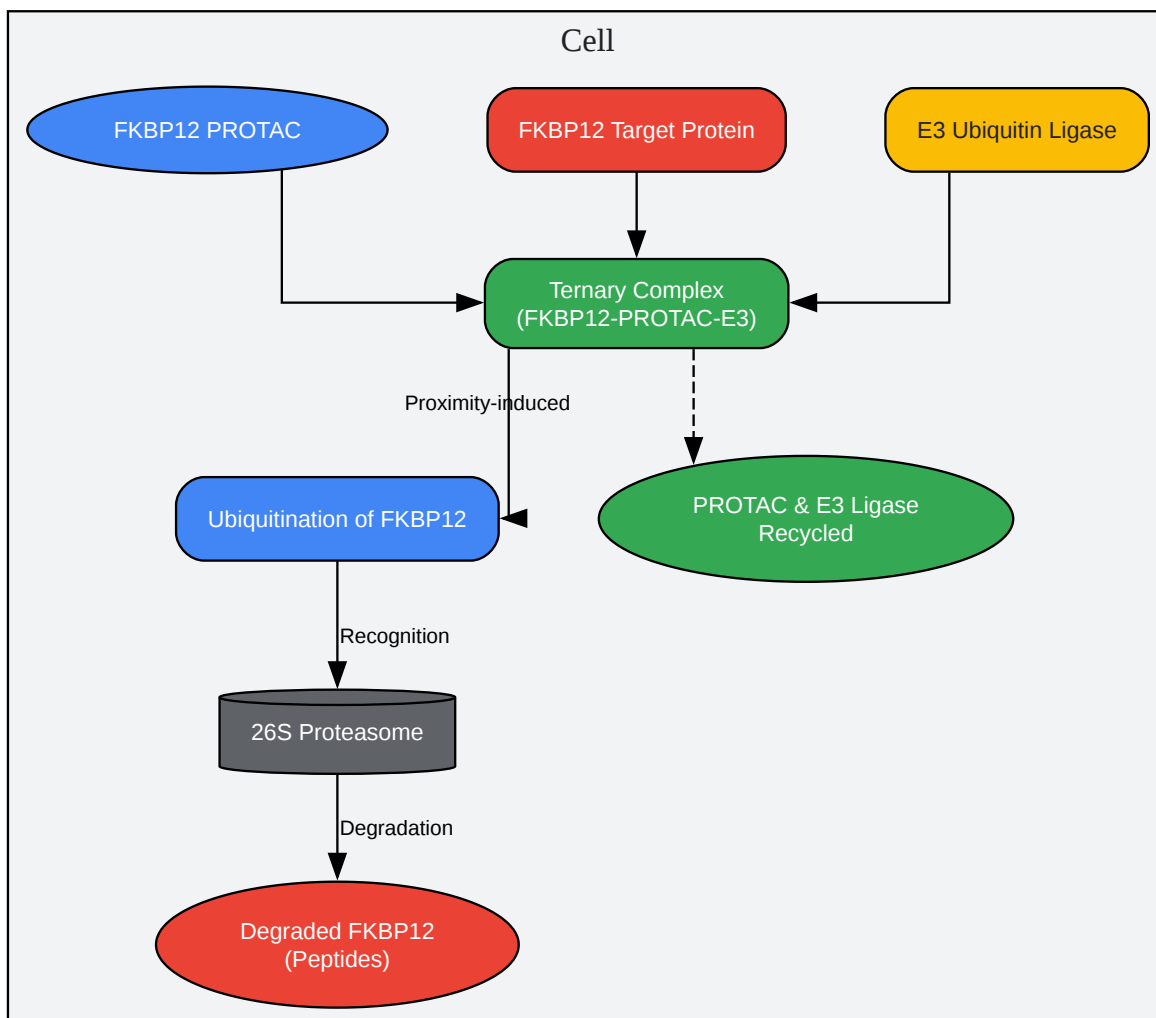 Cell
FKBP12 PROTAC
FKBP12 Target Protein
E3 Ubiquitin Ligase
Ternary Complex
(FKBP12-PROTAC-E3)
Proximity-induced
Ubiquitination of FKBP12
PROTAC & E3 Ligase
Recycled
Recognition
26S Proteasome
Degradation
Degraded FKBP12
(Peptides)